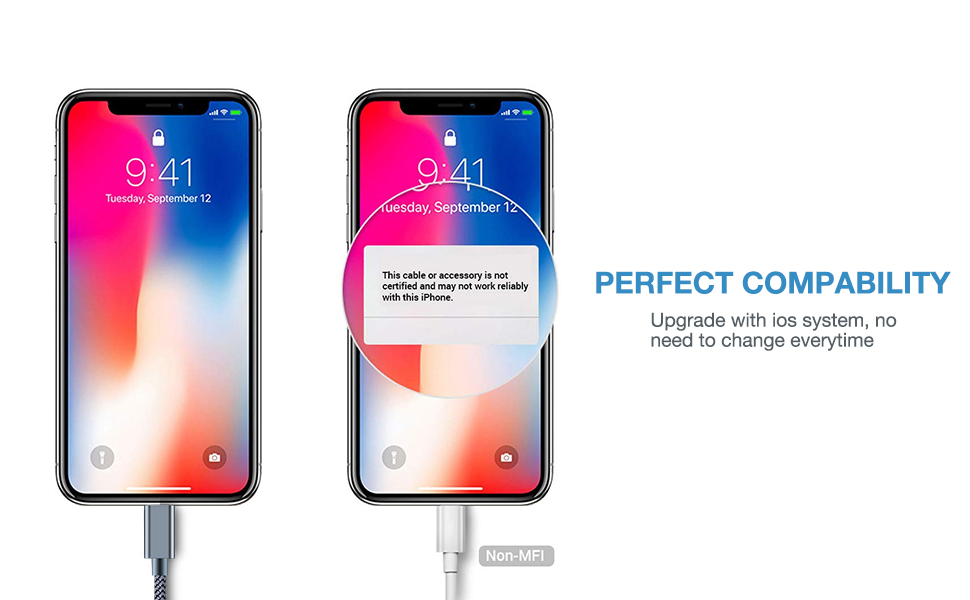 9:41
Tuesday, September 12
9:41
Tuesday, September 12
This cable or accessory is not
certified and may not work reliably
with this iPhone.
Non-MFI
PERFECT COMPABILITY
Upgrade with ios system, no
need to change everytime